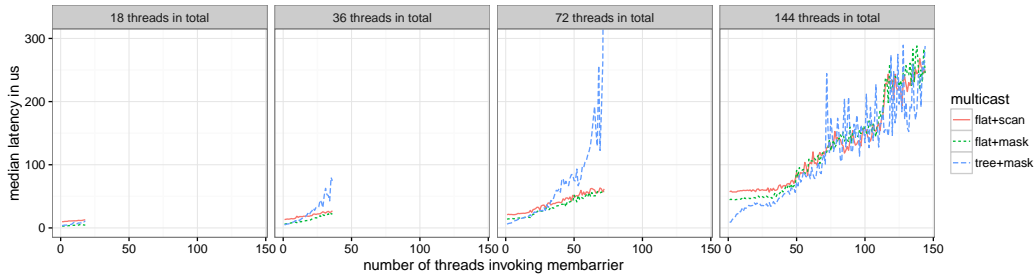 18 threads in total
36 threads in total
72 threads in total
144 threads in total
300
200
100
0
median latency in us
0 50 100 150
0 50 100 150
0 50 100 150
0 50 100 150
number of threads invoking membarrier
multicast
flat+scan
flat+mask
tree+mask